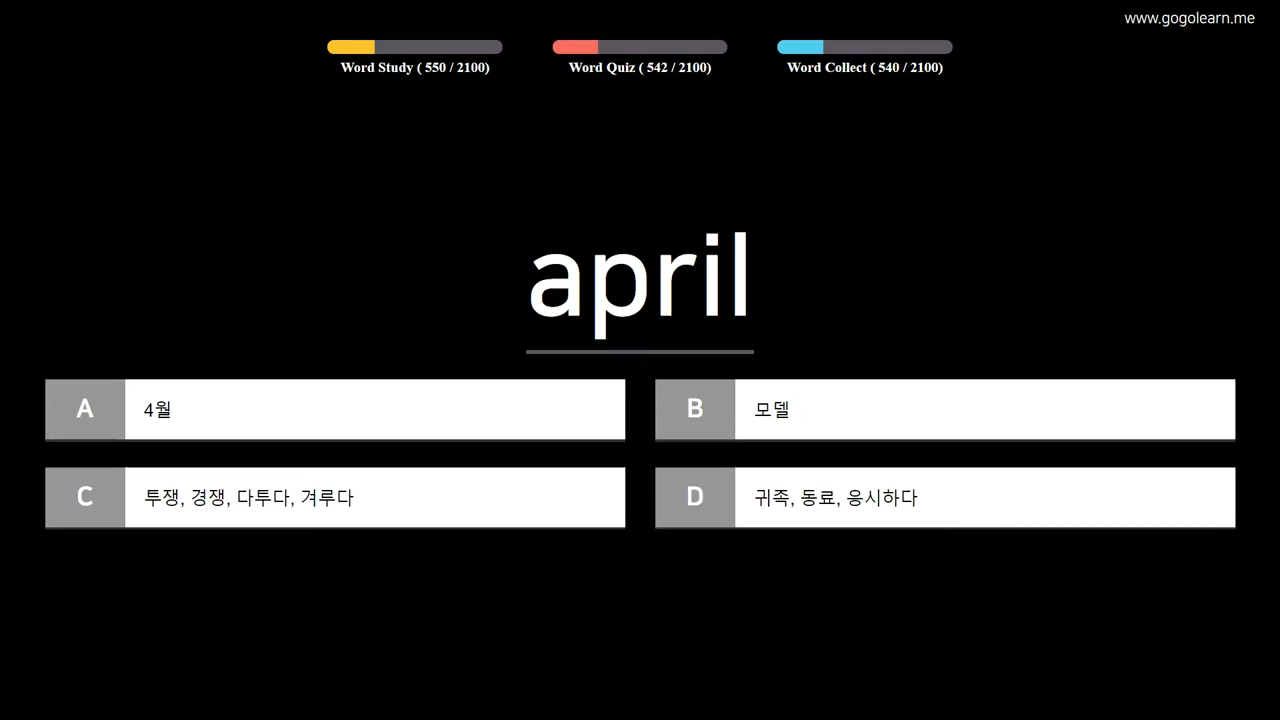 www.gogolearn.me
Word Study ( 550 / 2100)
Word Quiz ( 542 / 2100)
Word Collect ( 540 / 2100)
april
A
4월
B
모델
C
투쟁, 경쟁, 다투다, 겨루다
D
귀족, 동료, 응시하다